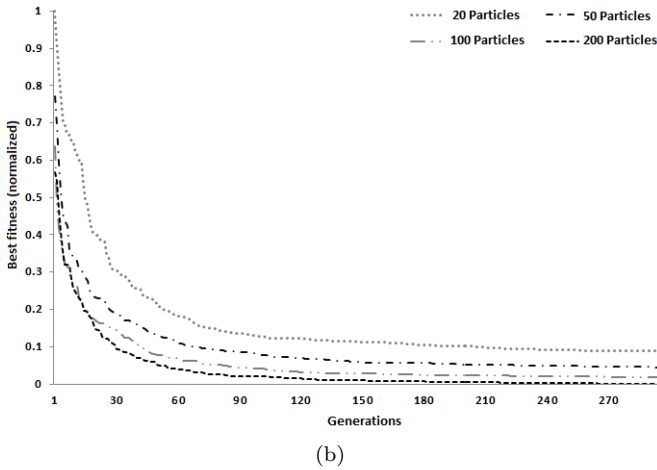 20 Particles
50 Particles
100 Particles
200 Particles
Best fitness (normalized)
1
0.9
0.8
0.7
0.6
0.5
0.4
0.3
0.2
0.1
0
1 30 60 90 120 150 180 210 240 270
Generations
(b)